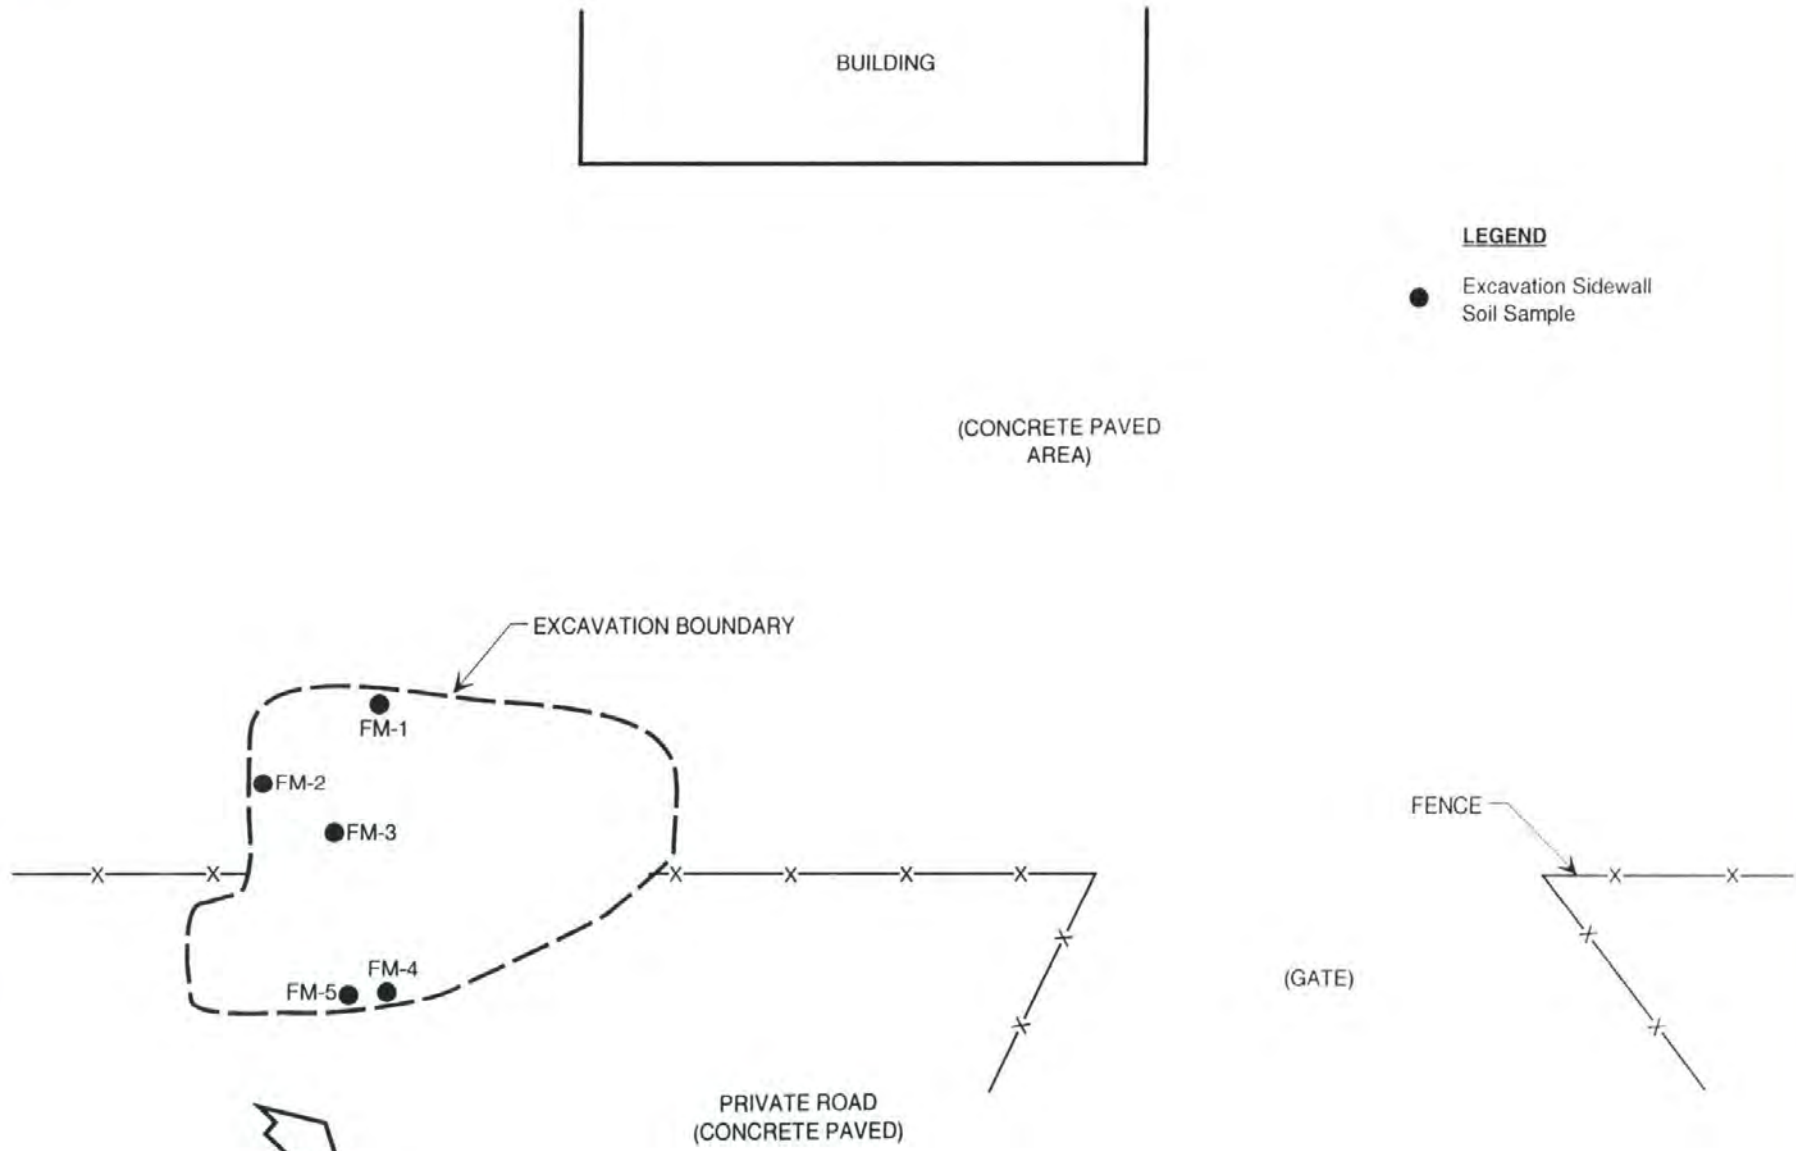 BUILDING
LEGEND
Excavation Sidewall
Soil Sample
(CONCRETE PAVED
AREA)
EXCAVATION BOUNDARY
FM-1
FM-2
FENCE
FM-3
FM-4
FM-5
(GATE)
PRIVATE ROAD
(CONCRETE PAVED)